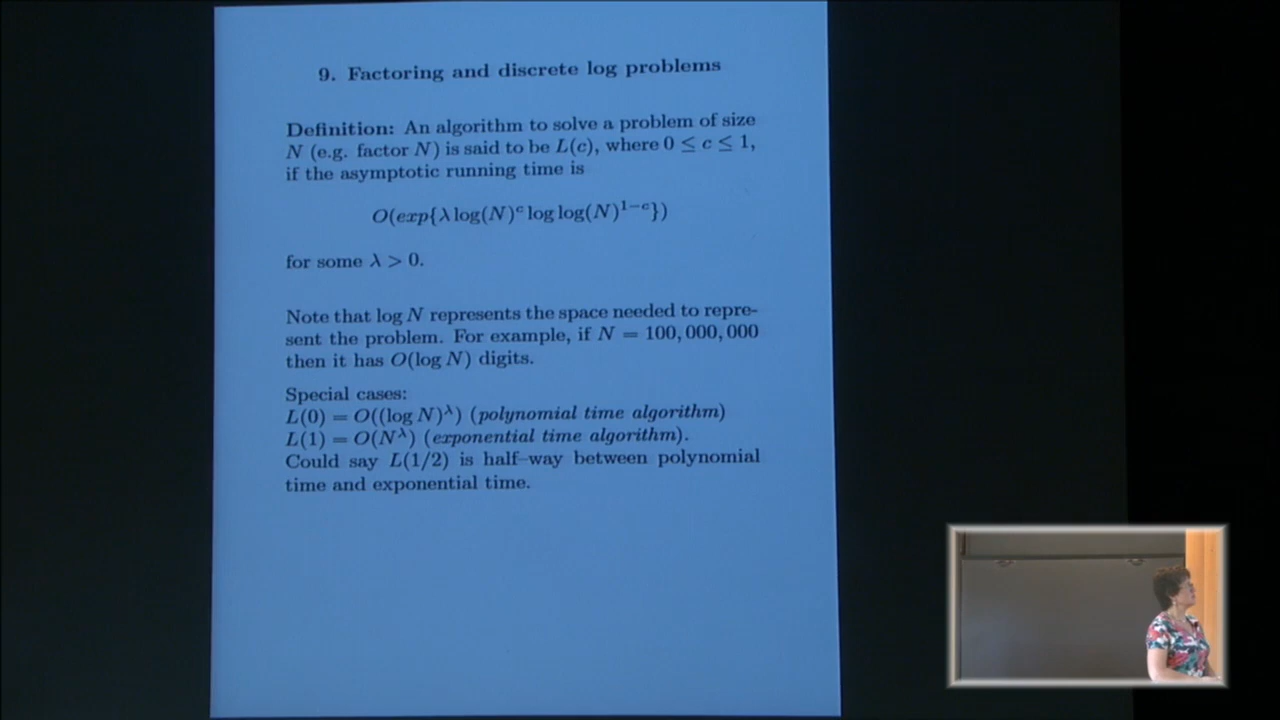 9. Factoring and discrete log problems
Definition: An algorithm to solve a problem of size
N (e.g. factor N) is said to be L(c), where 0 ≤ c ≤ 1,
if the asymptotic running time is
O(exp{λ log(N)^c log log(N)^{1−c}})
for some λ > 0.
Note that log N represents the space needed to repre-
sent the problem. For example, if N = 100,000,000
then it has O(log N) digits.
Special cases:
L(0) = O((log N)^λ) (polynomial time algorithm)
L(1) = O(N^λ) (exponential time algorithm).
Could say L(1/2) is half-way between polynomial
time and exponential time.